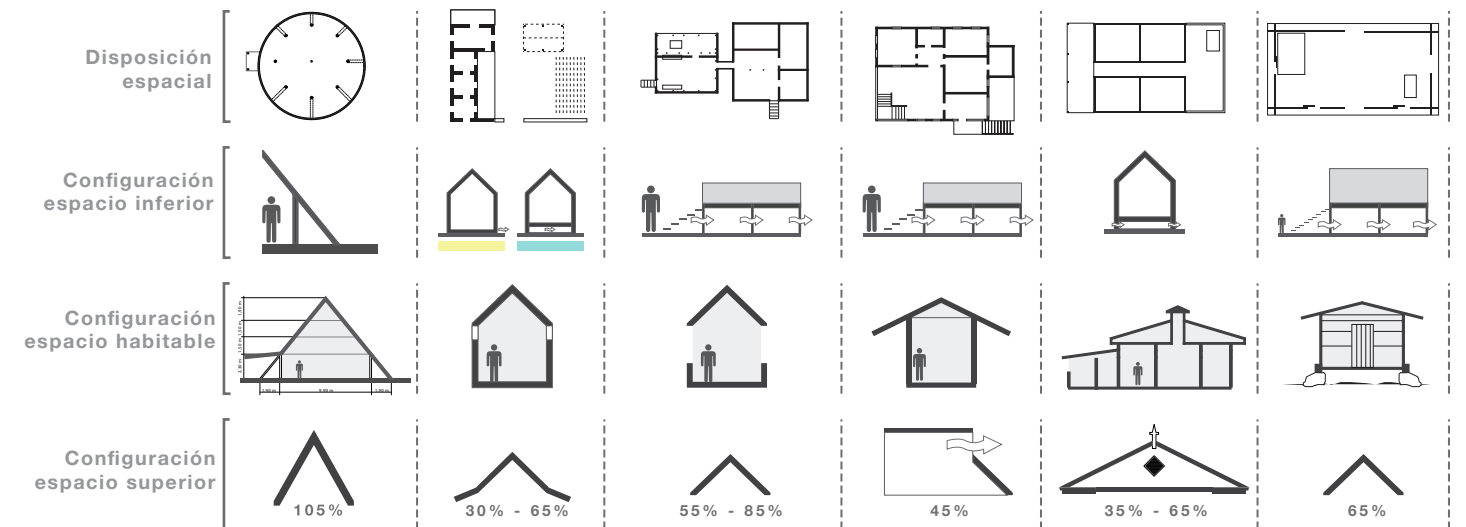 Disposición
espacial
Configuración
espacio inferior
Configuración
espacio habitable
Configuración
espacio superior
105%
30% - 65%
55% - 85%
45%
35% - 65%
65%